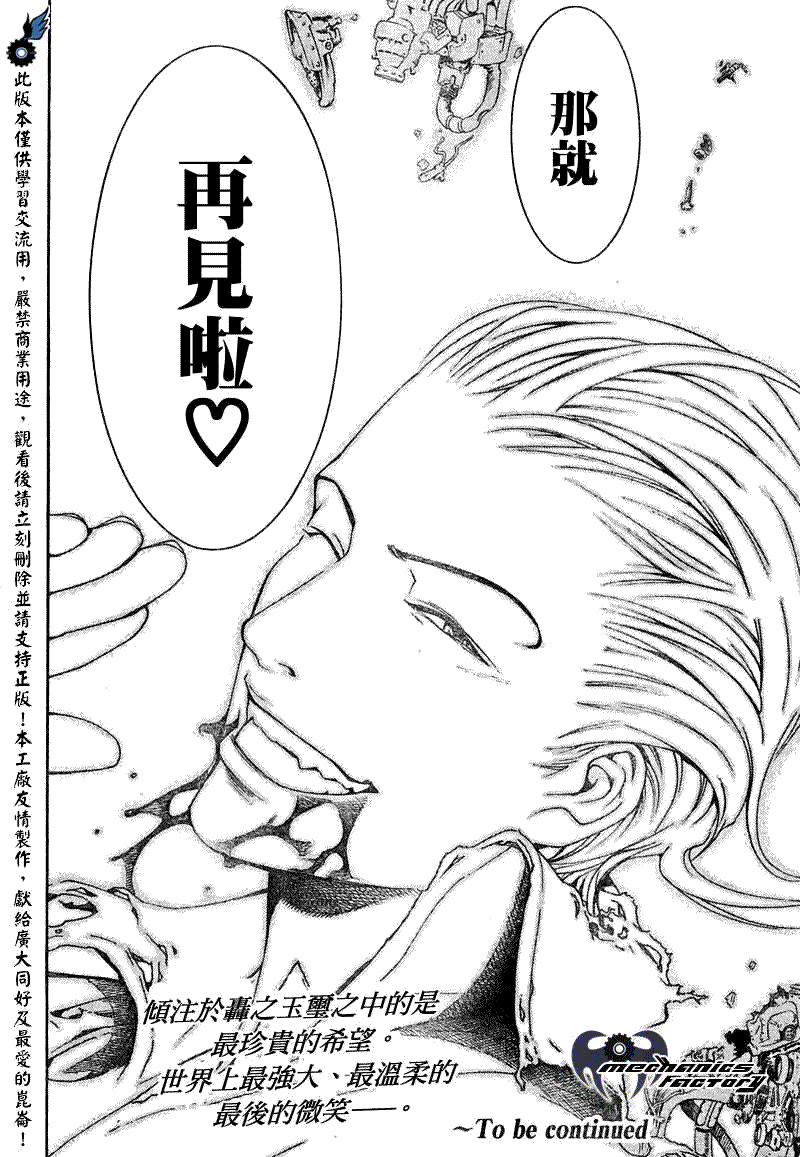 那就
再見啦♡
傾注於轟之玉璽之中的是
最珍貴的希望。
世界上最強大、最溫柔的
最後的微笑──。
~To be continued
mechanics
Factory
此版本僅供學習交流用，嚴禁商業用途，觀看後請立刻刪除並請支持正版！本工廠友情製作，獻給廣大同好及最愛的崑崙！